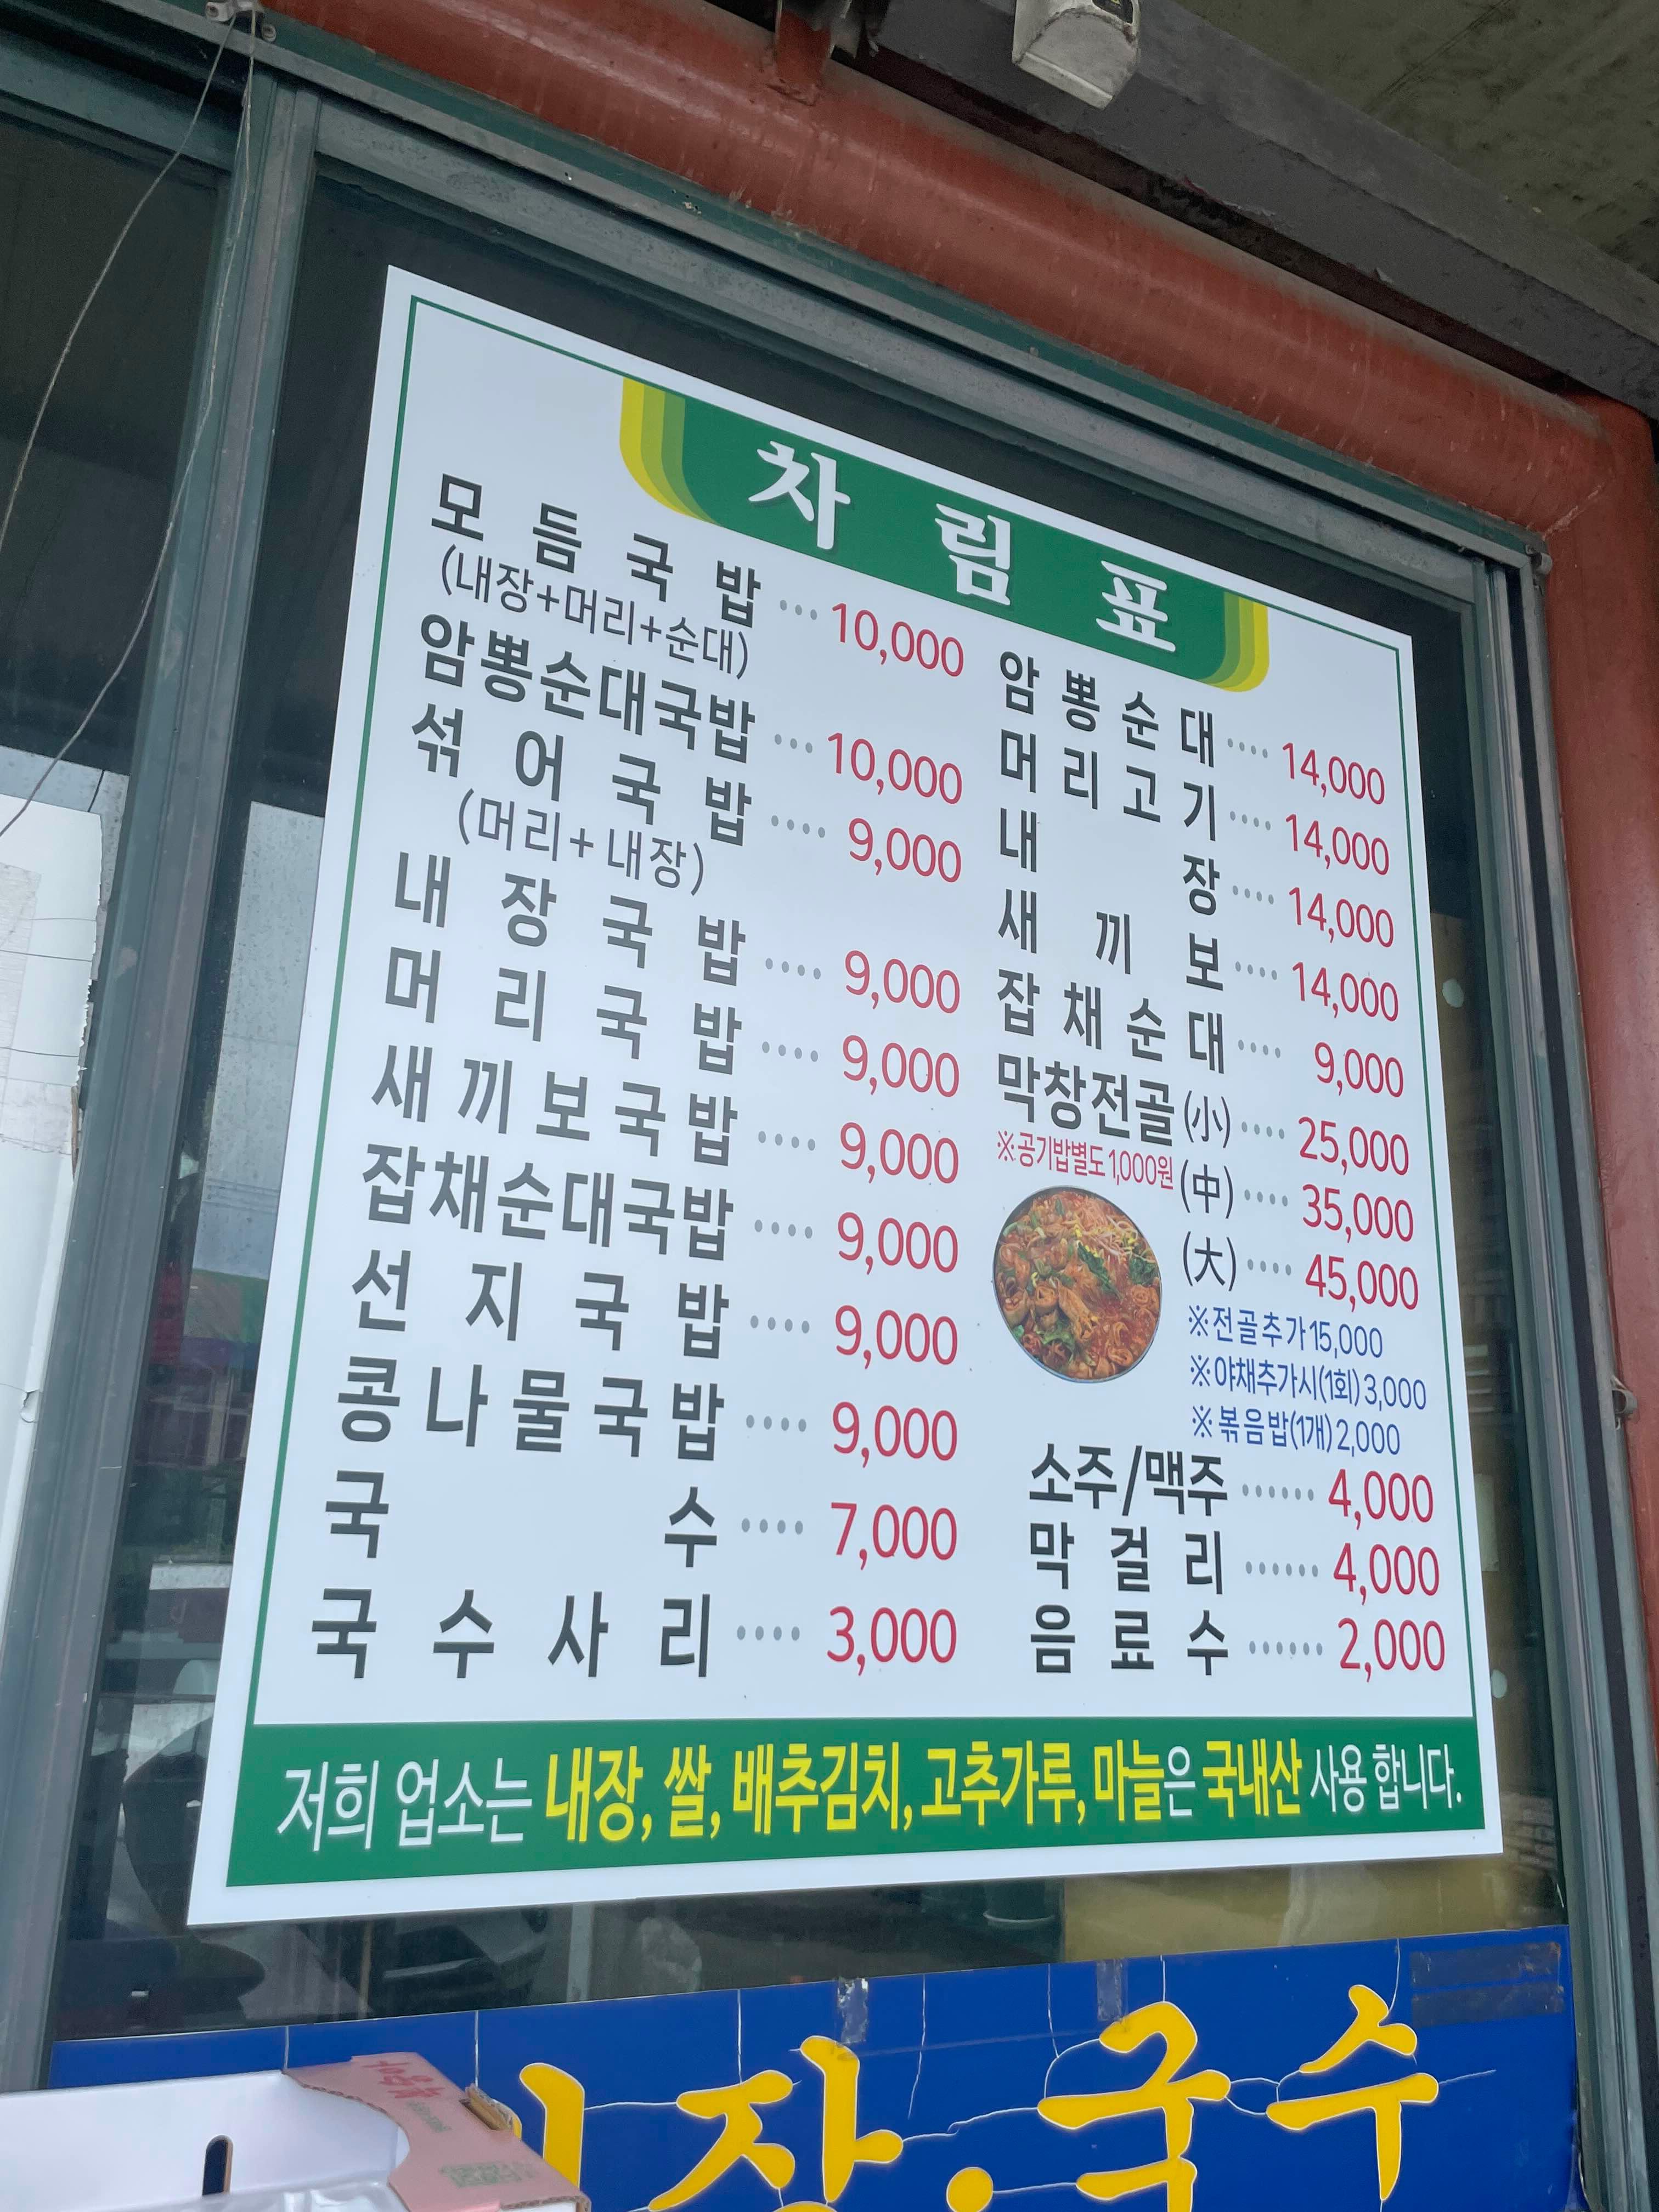 차림표
모듬국밥 ···· 10,000
(내장+머리+순대)
암뽕순대국밥 ···· 10,000
섞어국밥 ···· 9,000
(머리+내장)
내장국밥 ···· 9,000
머리국밥 ···· 9,000
새끼보국밥 ···· 9,000
잡채순대국밥 ···· 9,000
선지국밥 ···· 9,000
콩나물국밥 ···· 9,000
국수 ···· 7,000
국수사리 ···· 3,000
암뽕순대 ···· 14,000
머리고기 ···· 14,000
내장 ···· 14,000
새끼보 ···· 14,000
잡채순대 ···· 9,000
막창전골(小) ···· 25,000
※공기밥별도 1,000원 (中) ···· 35,000
(大) ···· 45,000
※전골추가 15,000
※야채추가시(1회) 3,000
※볶음밥(1개) 2,000
소주/맥주 ······ 4,000
막걸리 ······ 4,000
음료수 ······ 2,000
저희 업소는 내장, 쌀, 배추김치, 고추가루, 마늘은 국내산 사용 합니다.
장·국수